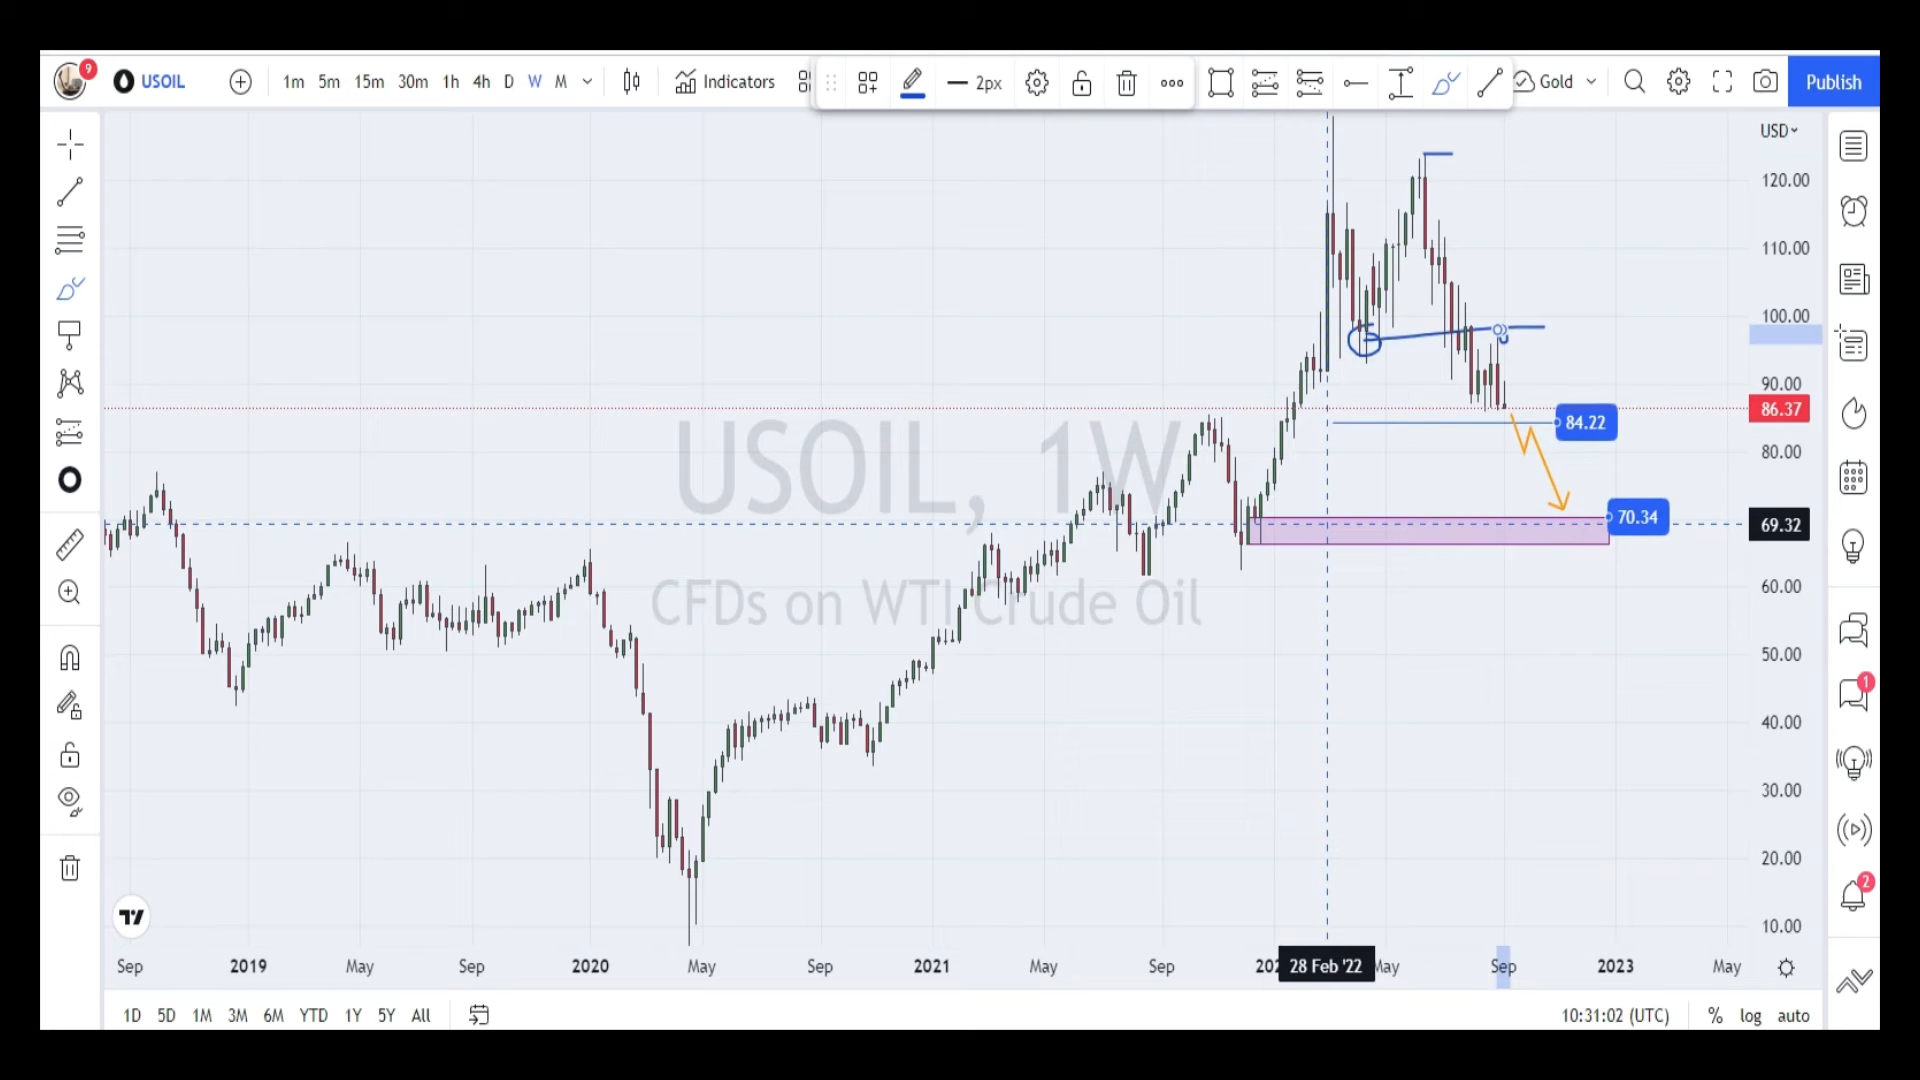 9
USOIL
1m 5m 15m 30m 1h 4h D W M
Indicators
2px
Gold
Publish
USD
120.00
110.00
100.00
90.00
86.37
84.22
80.00
70.34
69.32
60.00
50.00
40.00
30.00
20.00
10.00
USOIL, 1W
CFDs on WTI Crude Oil
1
2
Sep 2019 May Sep 2020 May Sep 2021 May Sep 202 28 Feb '22 May Sep 2023 May
1D 5D 1M 3M 6M YTD 1Y 5Y All
10:31:02 (UTC) % log auto